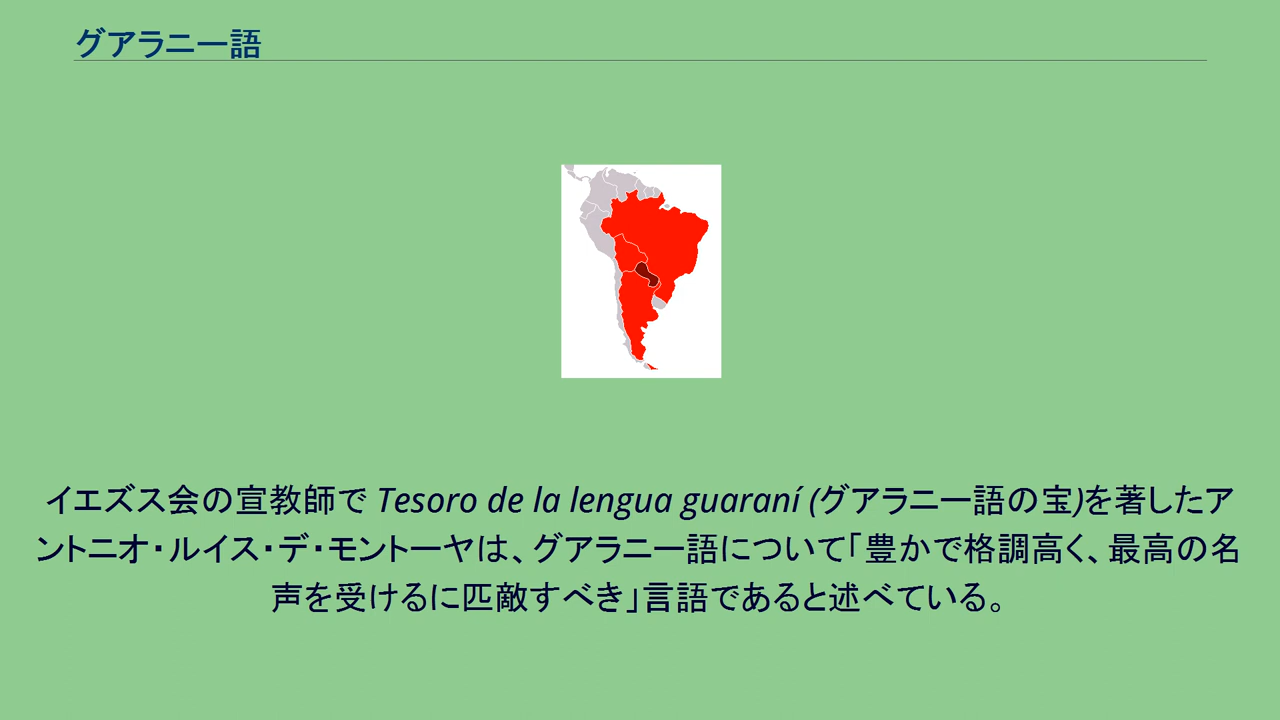 グアラニー語
イエズス会の宣教師で Tesoro de la lengua guaraní (グアラニー語の宝)を著したア
ントニオ・ルイス・デ・モントーヤは、グアラニー語について「豊かで格調高く、最高の名
声を受けるに匹敵すべき」言語であると述べている。